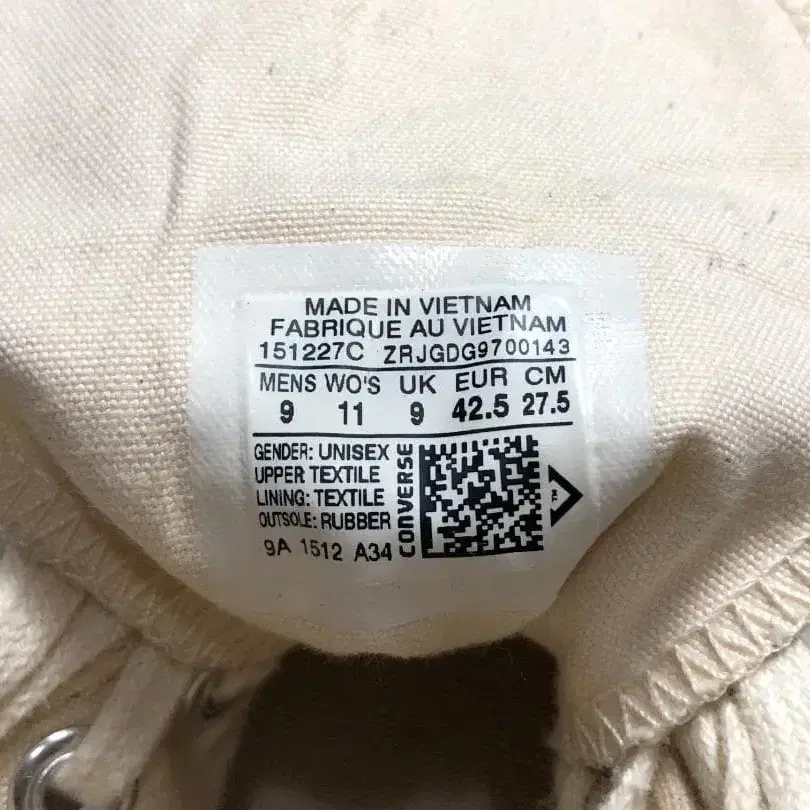 MADE IN VIETNAM
FABRIQUE AU VIETNAM
151227C ZRJGDG9700143
MENS WO'S UK EUR CM
9 11 9 42.5 27.5
GENDER: UNISEX
UPPER TEXTILE
LINING: TEXTILE
OUTSOLE: RUBBER
9A 1512 A34
CONVERSE
TM